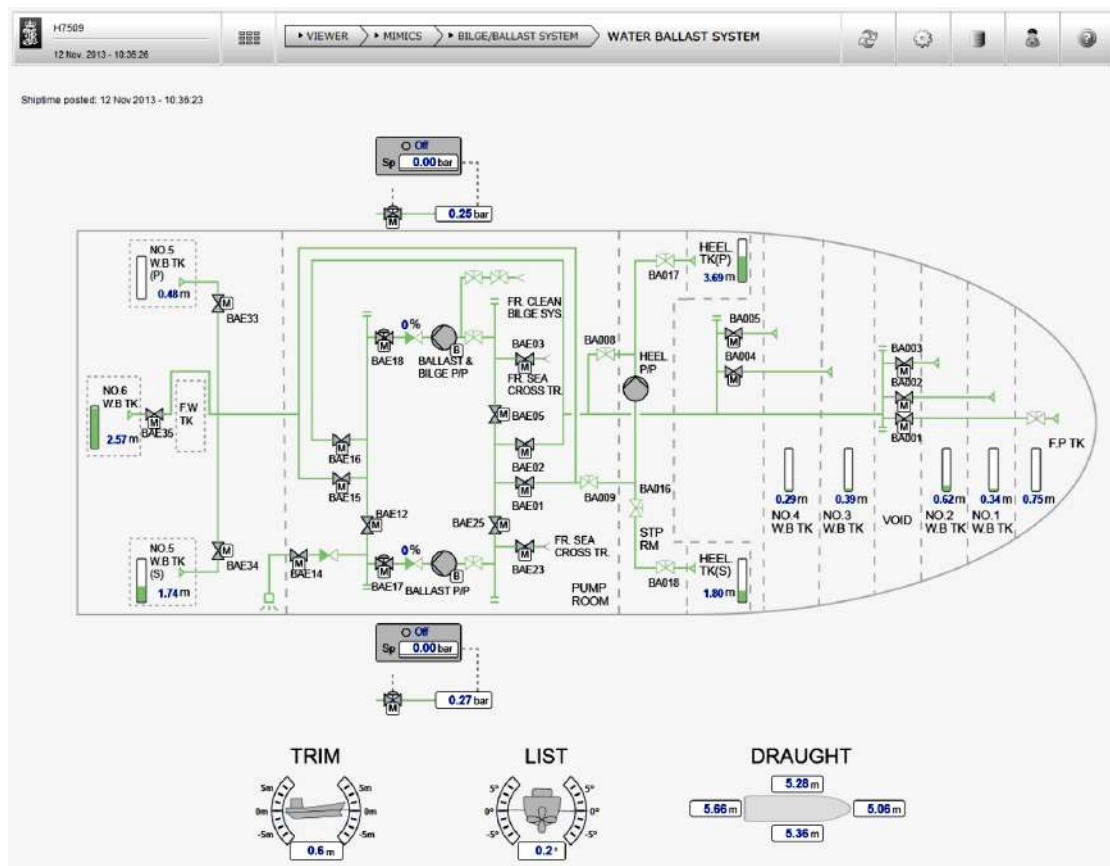 H7509
12 Nov. 2013 - 10:36:26
VIEWER
MIMICS
BILGE/BALLAST SYSTEM
WATER BALLAST SYSTEM
Shiptime posted: 12 Nov 2013 - 10:36:23
Off
Sp 0.00 bar
M
0.25 bar
NO.5
W.B TK
(P)
0.48 m
M
BAE33
NO.6
W.B TK
2.57 m
M
BAE35
F.W
TK
NO.5
W.B TK
(S)
1.74 m
M
BAE34
M
BAE16
M
BAE15
BAE12
M
M
BAE14
M
BAE18
0 %
B
BALLAST &
BILGE P/P
M
BAE17
0 %
B
BALLAST P/P
FR. CLEAN
BILGE SYS.
BAE03
M
FR. SEA
CROSS TR.
M
BAE05
M
BAE02
M
BAE01
BAE25
M
FR. SEA
CROSS TR.
M
BAE23
BA008
BA009
PUMP
ROOM
HEEL
P/P
BA016
STP
RM
BA017
HEEL
TK(P)
3.69 m
BA018
HEEL
TK(S)
1.80 m
BA005
M
BA004
M
BA003
M
BA002
M
M
BA001
F.P TK
0.29 m
NO.4
W.B TK
0.39 m
NO.3
W.B TK
VOID
0.62 m
NO.2
W.B TK
0.34 m
NO.1
W.B TK
0.75 m
Off
Sp 0.00 bar
M
0.27 bar
TRIM
5m 5m
0m 0m
-5m -5m
0.6 m
LIST
5° 5°
0° 0°
-5° -5°
0.2 °
DRAUGHT
5.28 m
5.66 m
5.06 m
5.36 m